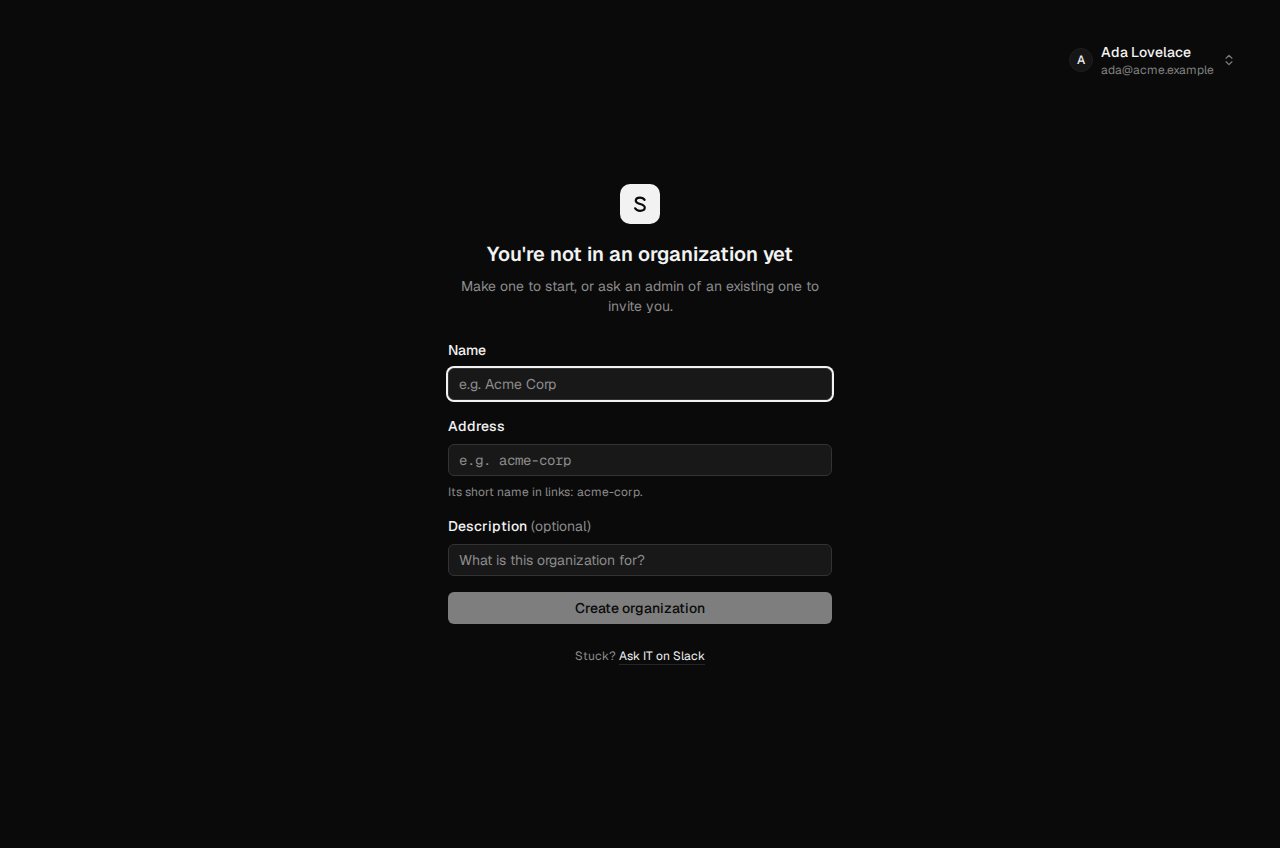 A
Ada Lovelace
ada@acme.example
S
You're not in an organization yet
Make one to start, or ask an admin of an existing one to
invite you.
Name
e.g. Acme Corp
Address
e.g. acme-corp
Its short name in links: acme-corp.
Description (optional)
What is this organization for?
Create organization
Stuck? Ask IT on Slack